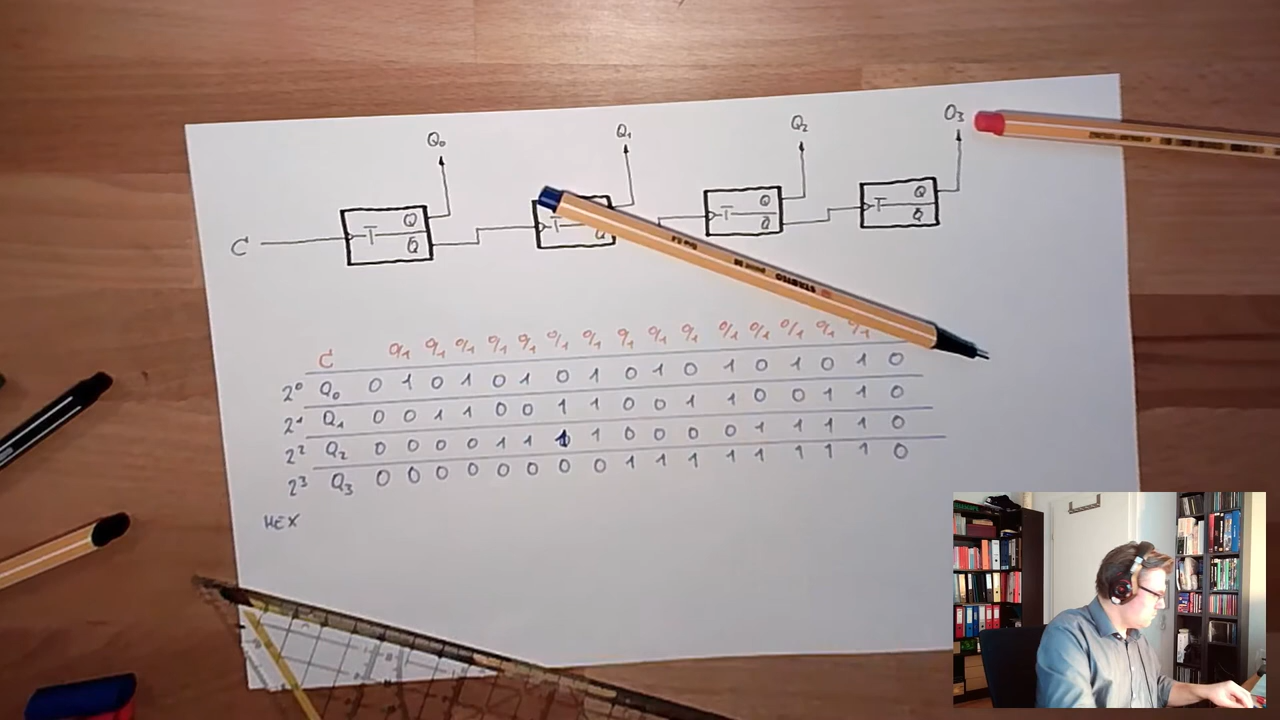 Q₀ Q₁ Q₂ Q₃
C T Q Q̅ T Q T Q Q̅ T Q Q̅
STABILO point 88
C 0/1 0/1 0/1 0/1 0/1 0/1 0/1 0/1 0/1 0/1 0/1 0/1 0/1 0/1 0/1
2⁰ Q₀ 0 1 0 1 0 1 0 1 0 1 0 1 0 1 0 1 0
2¹ Q₁ 0 0 1 1 0 0 1 1 0 0 1 1 0 0 1 1 0
2² Q₂ 0 0 0 0 1 1 1 1 0 0 0 0 1 1 1 1 0
2³ Q₃ 0 0 0 0 0 0 0 0 1 1 1 1 1 1 1 1 0
HEX